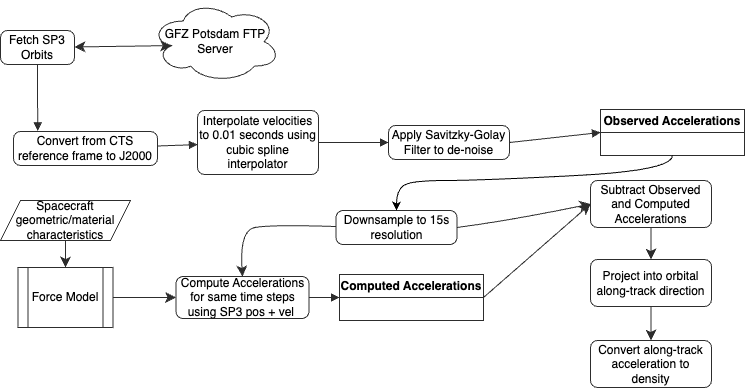 Fetch SP3
Orbits
GFZ Potsdam FTP
Server
Convert from CTS
reference frame to J2000
Interpolate velocities
to 0.01 seconds using
cubic spline
interpolator
Apply Savitzky-Golay
Filter to de-noise
Observed Accelerations
Spacecraft
geometric/material
characteristics
Downsample to 15s
resolution
Subtract Observed
and Computed
Accelerations
Force Model
Compute Accelerations
for same time steps
using SP3 pos + vel
Computed Accelerations
Project into orbital
along-track direction
Convert along-track
acceleration to
density